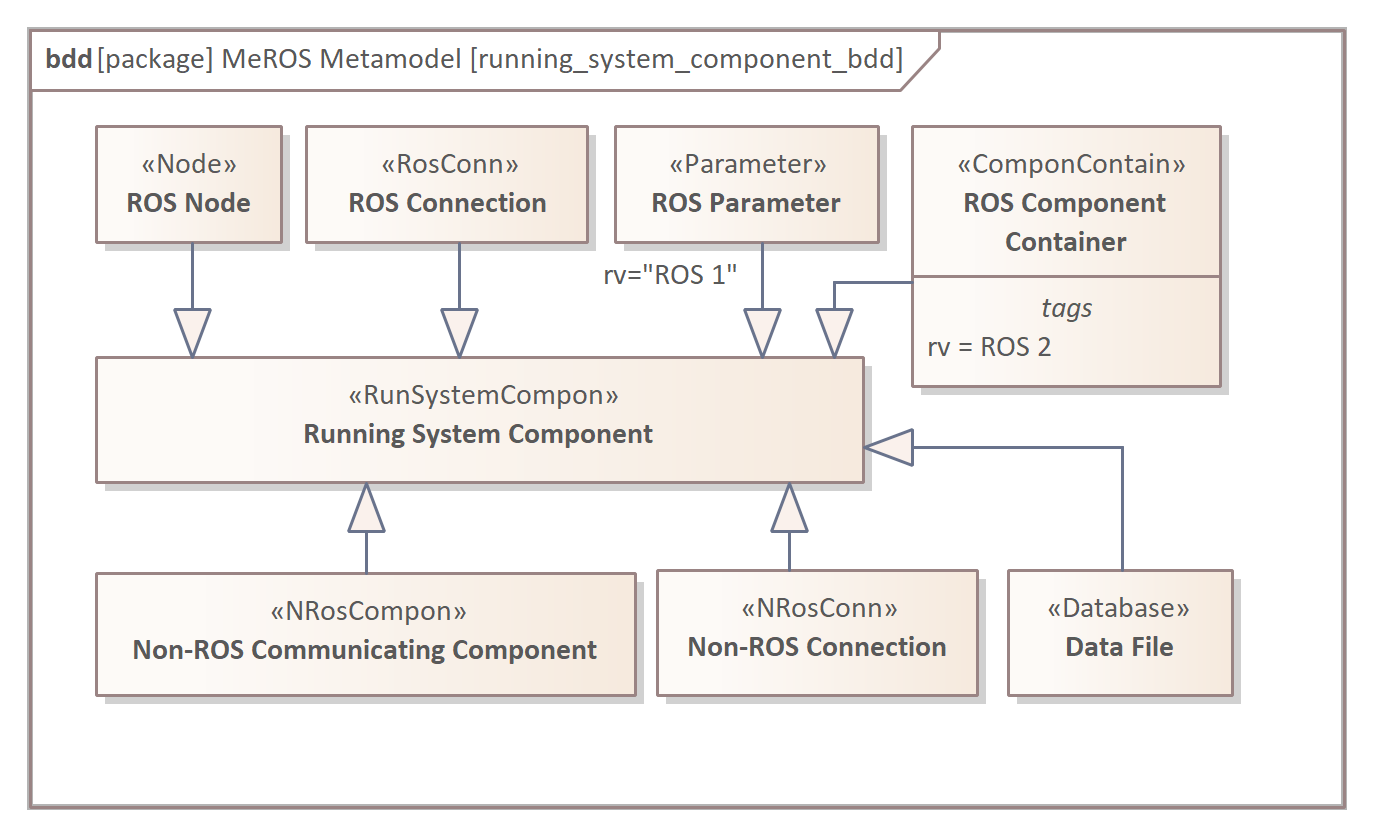 bdd [package] MeROS Metamodel [running_system_component_bdd]
«Node»
ROS Node
«RosConn»
ROS Connection
«Parameter»
ROS Parameter
«ComponContain»
ROS Component
Container
rv="ROS 1"
tags
rv = ROS 2
«RunSystemCompon»
Running System Component
«NRosCompon»
Non-ROS Communicating Component
«NRosConn»
Non-ROS Connection
«Database»
Data File